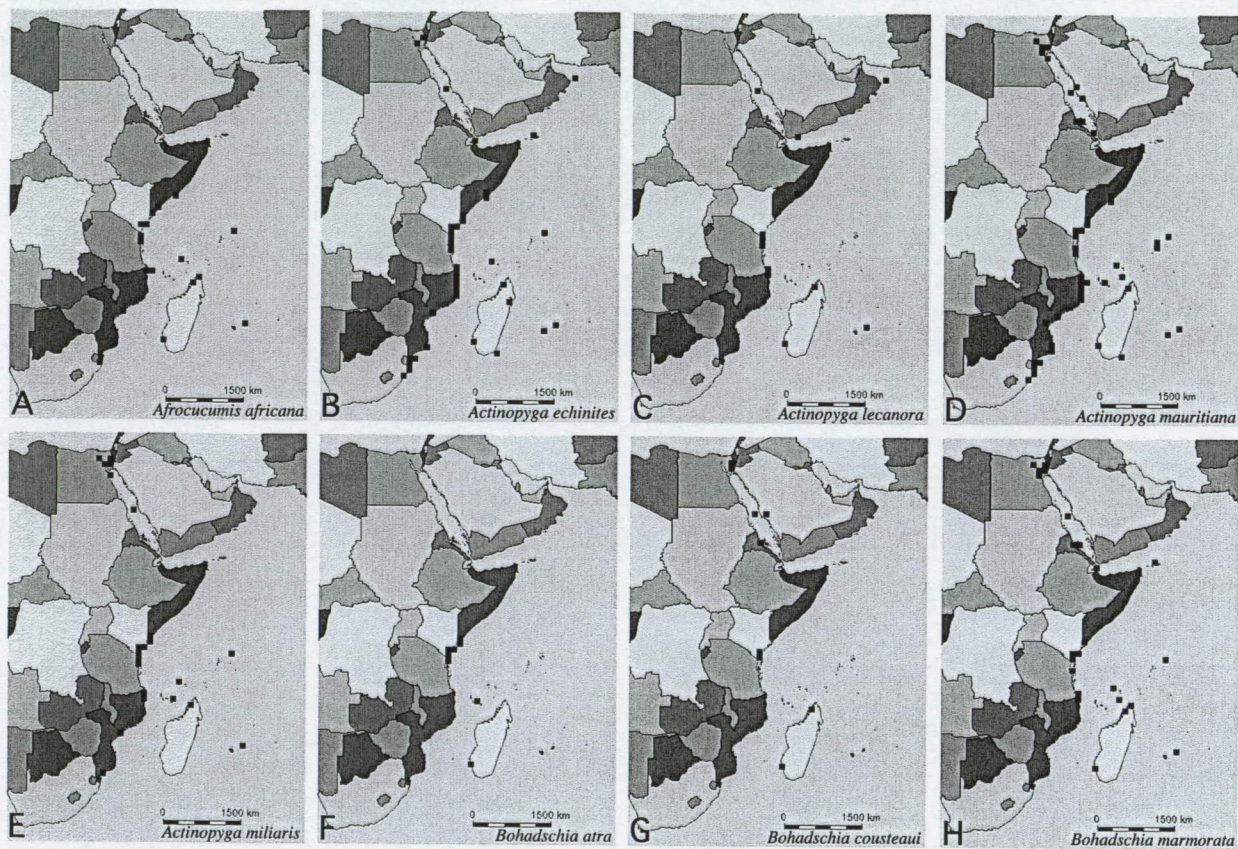 A
0 1500 km
Afrocucumis africana
B
0 1500 km
Actinopyga echinites
C
0 1500 km
Actinopyga lecanora
D
0 1500 km
Actinopyga mauritiana
E
0 1500 km
Actinopyga miliaris
F
0 1500 km
Bohadschia atra
G
0 1500 km
Bohadschia cousteaui
H
0 1500 km
Bohadschia marmorata